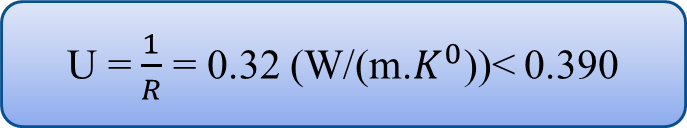 U = 1/R = 0.32 (W/(m.K⁰))< 0.390